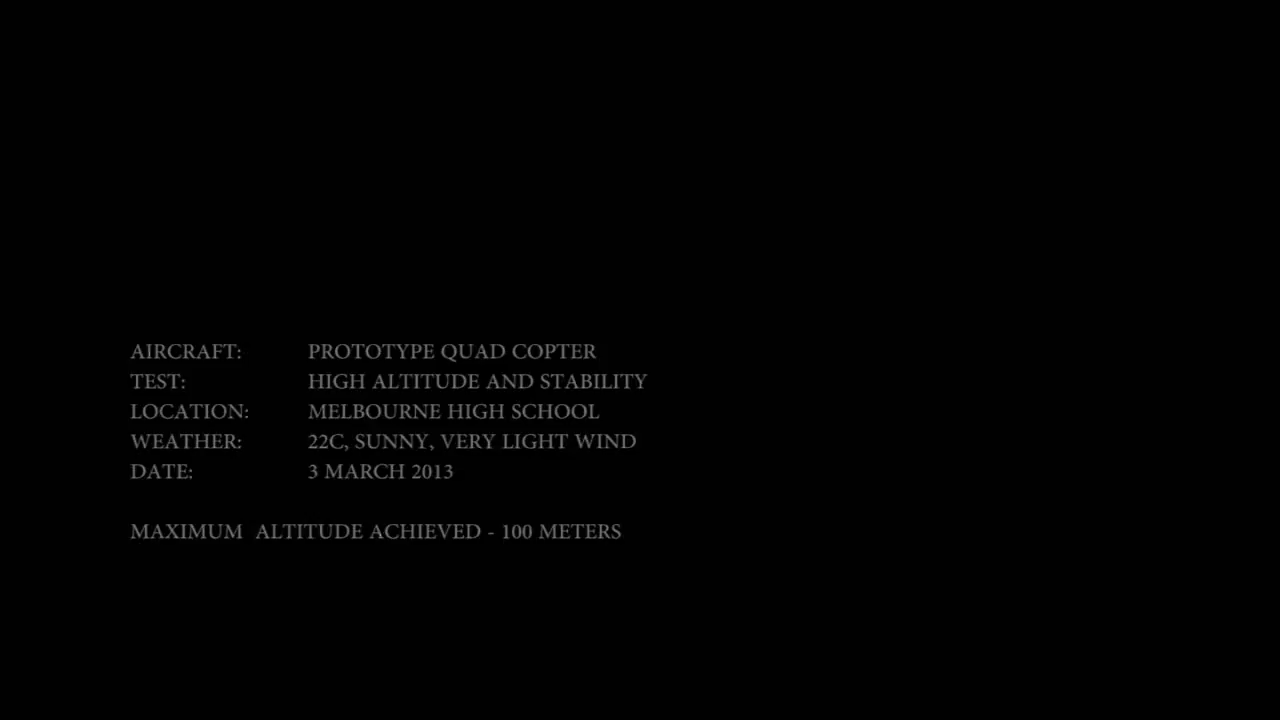 AIRCRAFT: PROTOTYPE QUAD COPTER
TEST: HIGH ALTITUDE AND STABILITY
LOCATION: MELBOURNE HIGH SCHOOL
WEATHER: 22C, SUNNY, VERY LIGHT WIND
DATE: 3 MARCH 2013
MAXIMUM ALTITUDE ACHIEVED - 100 METERS